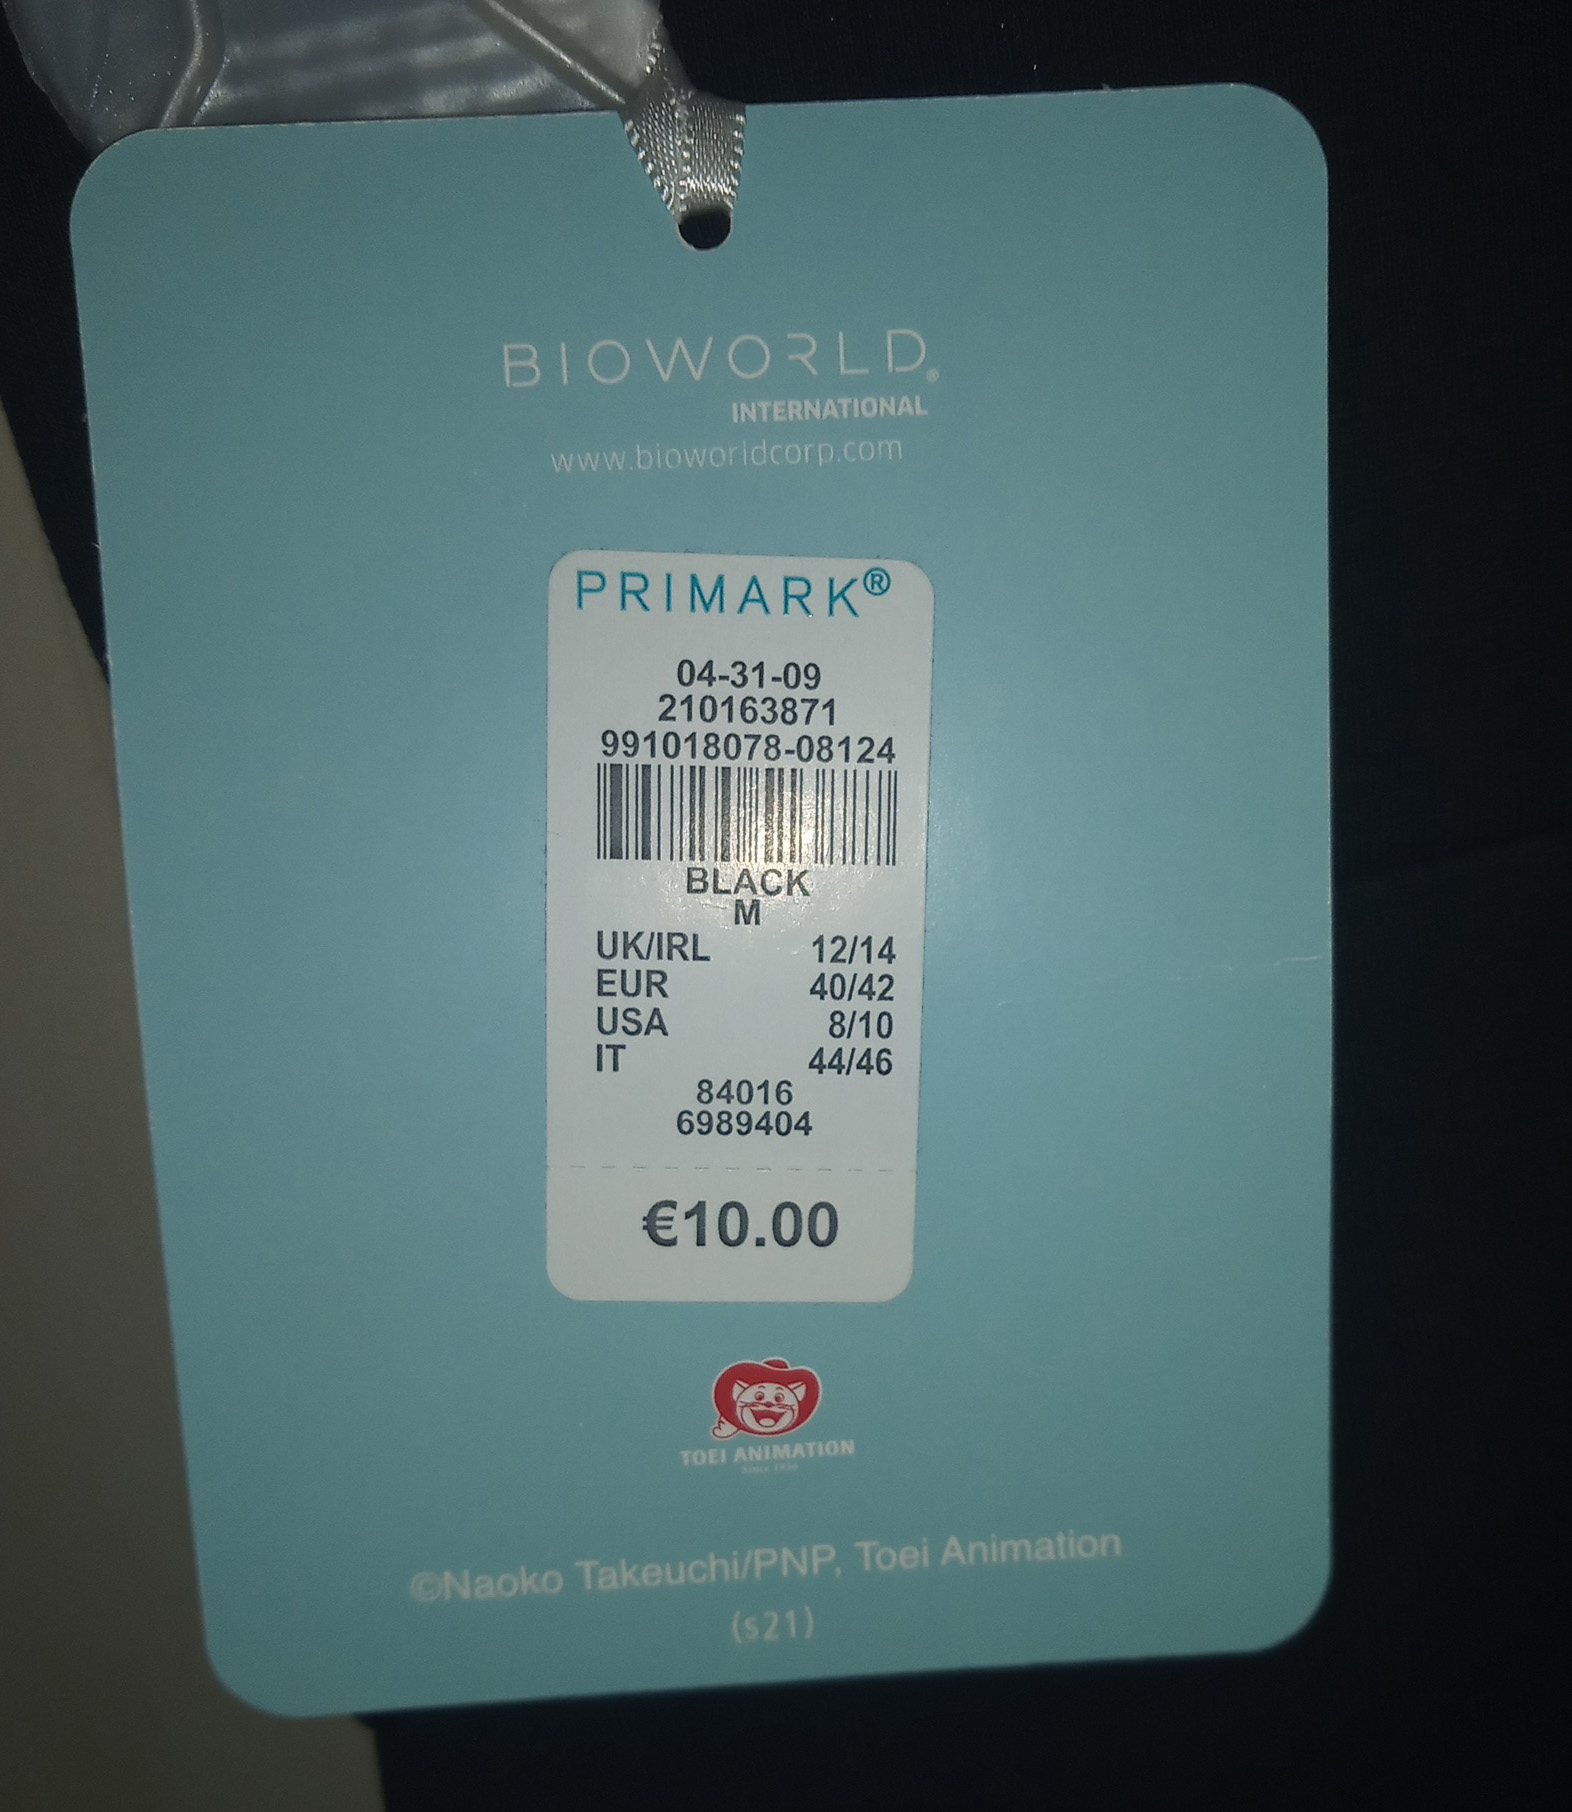 BIOWORLD®
INTERNATIONAL
www.bioworldcorp.com
PRIMARK®
04-31-09
210163871
991018078-08124
BLACK
M
UK/IRL 12/14
EUR 40/42
USA 8/10
IT 44/46
84016
6989404
€10.00
TOEI ANIMATION
Since 1956
©Naoko Takeuchi/PNP, Toei Animation
(s21)